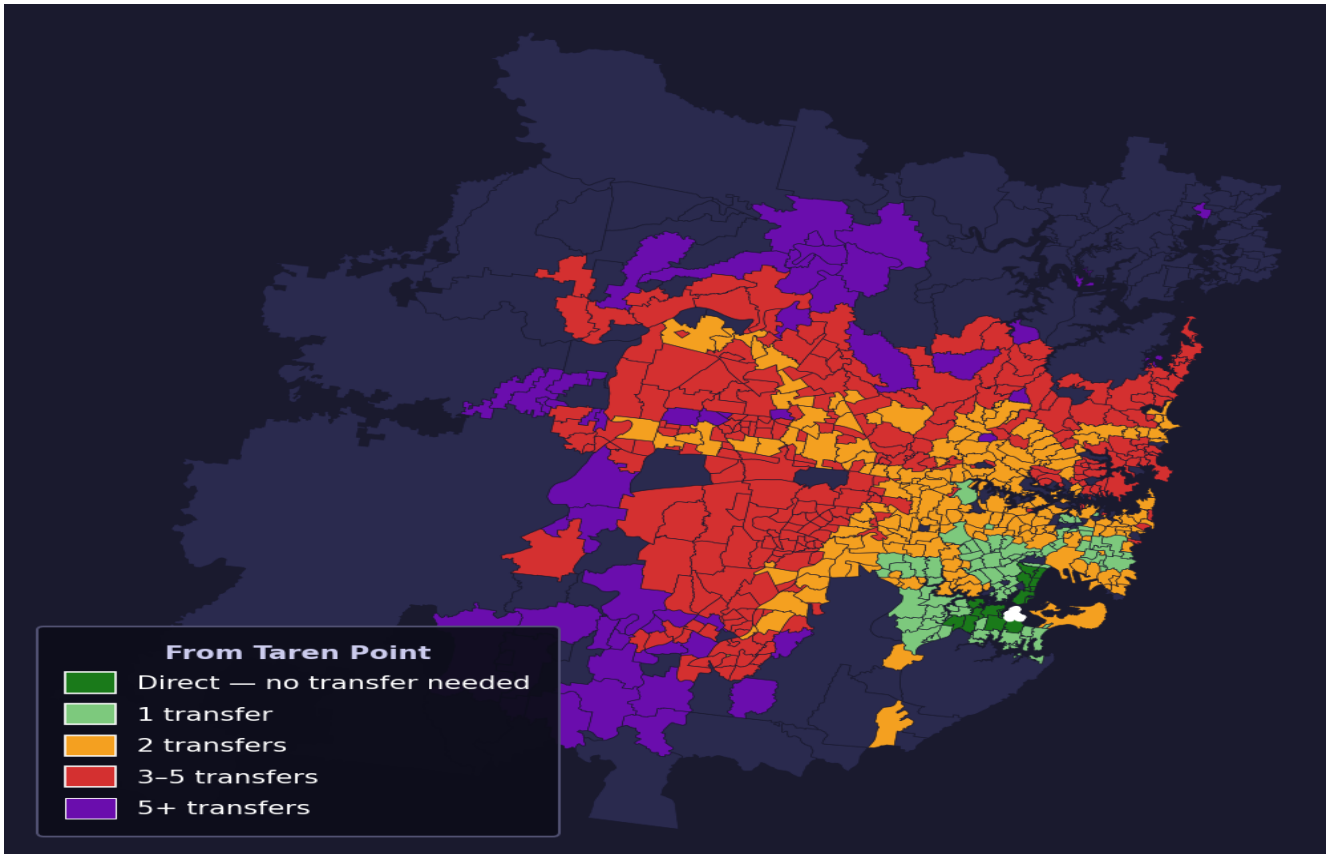 From Taren Point
Direct — no transfer needed
1 transfer
2 transfers
3–5 transfers
5+ transfers